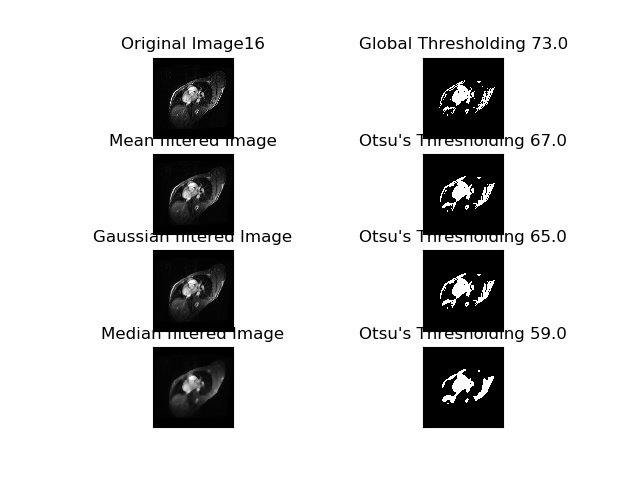 Original Image16
Global Thresholding 73.0
Mean filtered Image
Otsu's Thresholding 67.0
Gaussian filtered Image
Otsu's Thresholding 65.0
Median filtered Image
Otsu's Thresholding 59.0